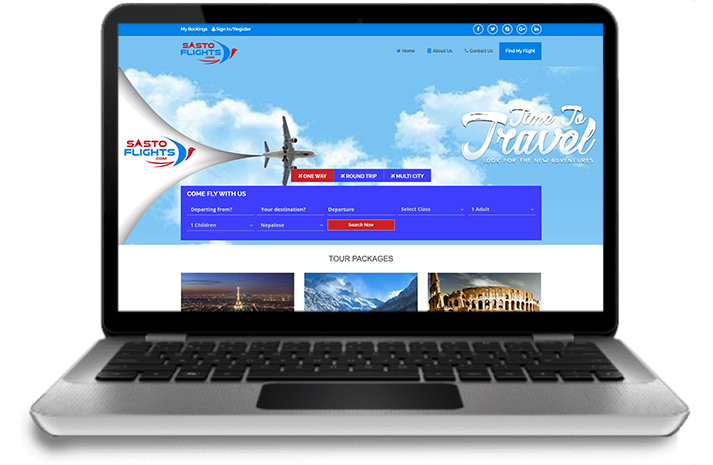 My Bookings Sign In/Register
SASTO
FLIGHTS
.COM
Home About Us Contact Us Find My Flight
Time To
Travel
LOOK FOR THE NEW ADVENTURES
SASTO
FLIGHTS
.COM
ONE WAY ROUND TRIP MULTI CITY
COME FLY WITH US
Departing from? Your destination? Departure Select Class 1 Adult
1 Children Nepalese Search Now
TOUR PACKAGES